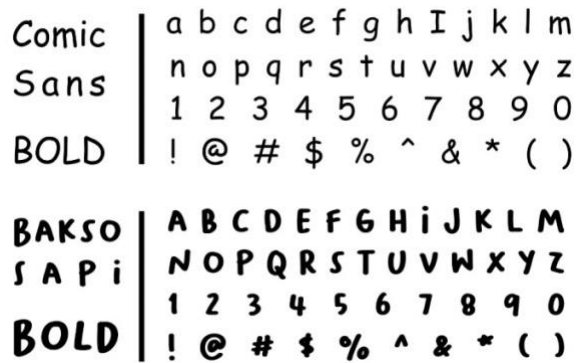 Comic
Sans
BOLD
a b c d e f g h I j k l m
n o p q r s t u v w x y z
1 2 3 4 5 6 7 8 9 0
! @ # $ % ^ & * ( )
BAKSO
SAPi
BOLD
A B C D E F G H i J K L M
N O P Q R S T U V W X Y Z
1 2 3 4 5 6 7 8 9 0
! @ # $ % ^ & * ( )